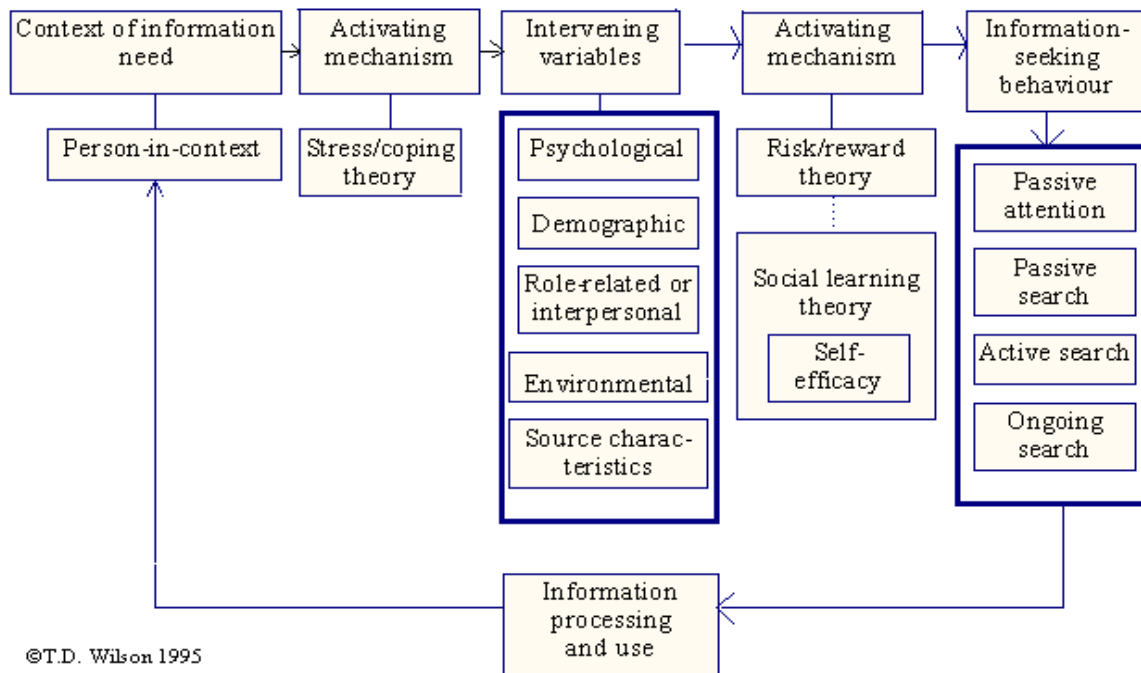 Context of information
need
Activating
mechanism
Intervening
variables
Activating
mechanism
Information-
seeking
behaviour
Person-in-context
Stress/coping
theory
Psychological
Demographic
Role-related or
interpersonal
Environmental
Source charac-
teristics
Risk/reward
theory
Social learning
theory
Self-
efficacy
Passive
attention
Passive
search
Active search
Ongoing
search
Information
processing
and use
©T.D. Wilson 1995